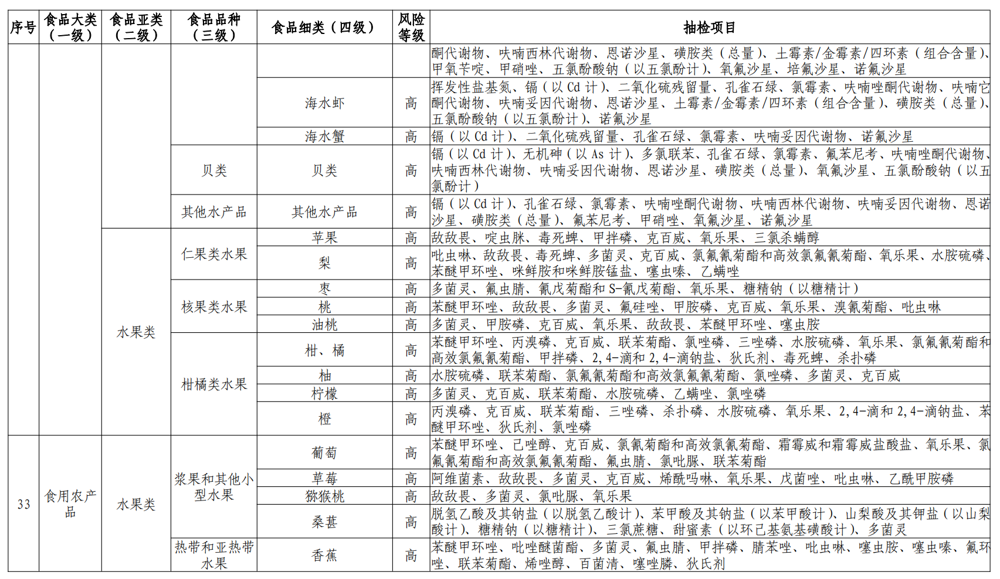 序号
食品大类
（一级）
食品亚类
（二级）
食品品种
（三级）
食品细类（四级）
风险
等级
抽检项目
酮代谢物、呋喃西林代谢物、恩诺沙星、磺胺类（总量）、土霉素/金霉素/四环素（组合含量）、
甲氧苄啶、甲硝唑、五氯酚酸钠（以五氯酚计）、氧氟沙星、培氟沙星、诺氟沙星
海水虾
高
挥发性盐基氮、镉（以Cd计）、二氧化硫残留量、孔雀石绿、氯霉素、呋喃唑酮代谢物、呋喃它
酮代谢物、呋喃妥因代谢物、恩诺沙星、土霉素/金霉素/四环素（组合含量）、磺胺类（总量）、
五氯酚酸钠（以五氯酚计）、诺氟沙星
海水蟹
高
镉（以Cd计）、二氧化硫残留量、孔雀石绿、氯霉素、呋喃妥因代谢物、诺氟沙星
贝类
贝类
高
镉（以Cd计）、无机砷（以As计）、多氯联苯、孔雀石绿、氯霉素、氟苯尼考、呋喃唑酮代谢物、
呋喃西林代谢物、呋喃妥因代谢物、恩诺沙星、磺胺类（总量）、氧氟沙星、五氯酚酸钠（以五
氯酚计）
其他水产品
其他水产品
高
镉（以Cd计）、孔雀石绿、氯霉素、呋喃唑酮代谢物、呋喃西林代谢物、呋喃妥因代谢物、恩诺
沙星、磺胺类（总量）、氟苯尼考、甲硝唑、氧氟沙星、诺氟沙星
水果类
仁果类水果
苹果
高
敌敌畏、啶虫脒、毒死蜱、甲拌磷、克百威、氧乐果、三氯杀螨醇
梨
高
吡虫啉、敌敌畏、毒死蜱、多菌灵、克百威、氯氟氰菊酯和高效氯氟氰菊酯、氧乐果、水胺硫磷、
苯醚甲环唑、咪鲜胺和咪鲜胺锰盐、噻虫嗪、乙螨唑
核果类水果
枣
高
多菌灵、氟虫腈、氰戊菊酯和S-氰戊菊酯、氧乐果、糖精钠（以糖精计）
桃
高
苯醚甲环唑、敌敌畏、多菌灵、氟硅唑、甲胺磷、克百威、氧乐果、溴氰菊酯、吡虫啉
油桃
高
多菌灵、甲胺磷、克百威、氧乐果、敌敌畏、苯醚甲环唑、噻虫胺
柑橘类水果
柑、橘
高
苯醚甲环唑、丙溴磷、克百威、联苯菊酯、氯唑磷、三唑磷、水胺硫磷、氧乐果、氯氟氰菊酯和
高效氯氟氰菊酯、甲拌磷、2,4-滴和2,4-滴钠盐、狄氏剂、毒死蜱、杀扑磷
柚
高
水胺硫磷、联苯菊酯、氯氟氰菊酯和高效氯氟氰菊酯、氯唑磷、多菌灵、克百威
柠檬
高
多菌灵、克百威、联苯菊酯、水胺硫磷、乙螨唑、氯唑磷
橙
高
丙溴磷、克百威、联苯菊酯、三唑磷、杀扑磷、水胺硫磷、氧乐果、2,4-滴和2,4-滴钠盐、苯
醚甲环唑、狄氏剂、氯唑磷
33
食用农产
品
水果类
浆果和其他小
型水果
葡萄
高
苯醚甲环唑、己唑醇、克百威、氯氰菊酯和高效氯氰菊酯、霜霉威和霜霉威盐酸盐、氧乐果、氯
氟氰菊酯和高效氯氟氰菊酯、氟虫腈、氯吡脲、联苯菊酯
草莓
高
阿维菌素、敌敌畏、多菌灵、克百威、烯酰吗啉、氧乐果、戊菌唑、吡虫啉、乙酰甲胺磷
猕猴桃
高
敌敌畏、多菌灵、氯吡脲、氧乐果
桑葚
高
脱氢乙酸及其钠盐（以脱氢乙酸计）、苯甲酸及其钠盐（以苯甲酸计）、山梨酸及其钾盐（以山梨
酸计）、糖精钠（以糖精计）、三氯蔗糖、甜蜜素（以环己基氨基磺酸计）、多菌灵
热带和亚热带
水果
香蕉
高
苯醚甲环唑、吡唑醚菌酯、多菌灵、氟虫腈、甲拌磷、腈苯唑、吡虫啉、噻虫胺、噻虫嗪、氟环
唑、联苯菊酯、烯唑醇、百菌清、噻唑膦、狄氏剂